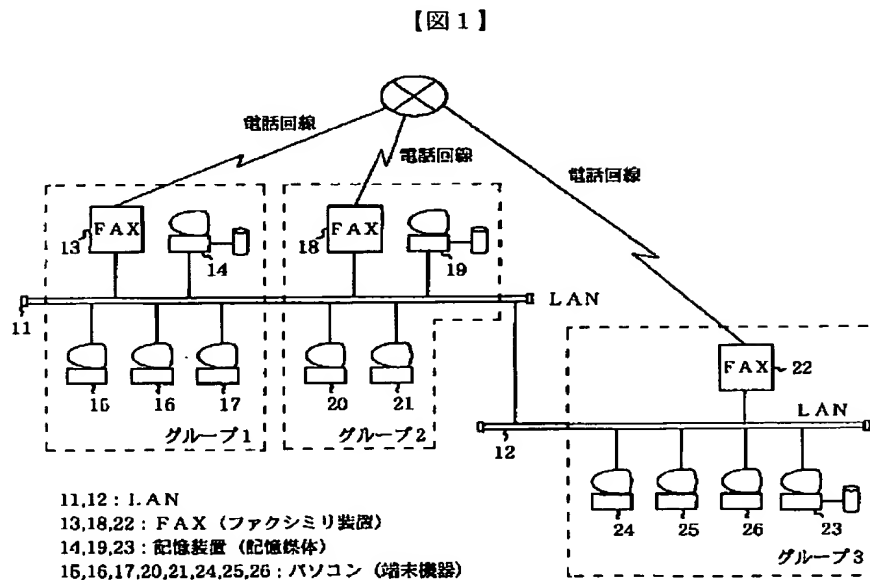 【図1】
電話回線
電話回線
電話回線
FAX
13
14
FAX
18
19
11
LAN
15
16
17
20
21
グループ1
グループ2
FAX
22
LAN
12
24
25
26
23
グループ3
11,12：LAN
13,18,22：FAX（ファクシミリ装置）
14,19,23：記憶装置（記憶媒体）
15,16,17,20,21,24,25,26：パソコン（端末機器）